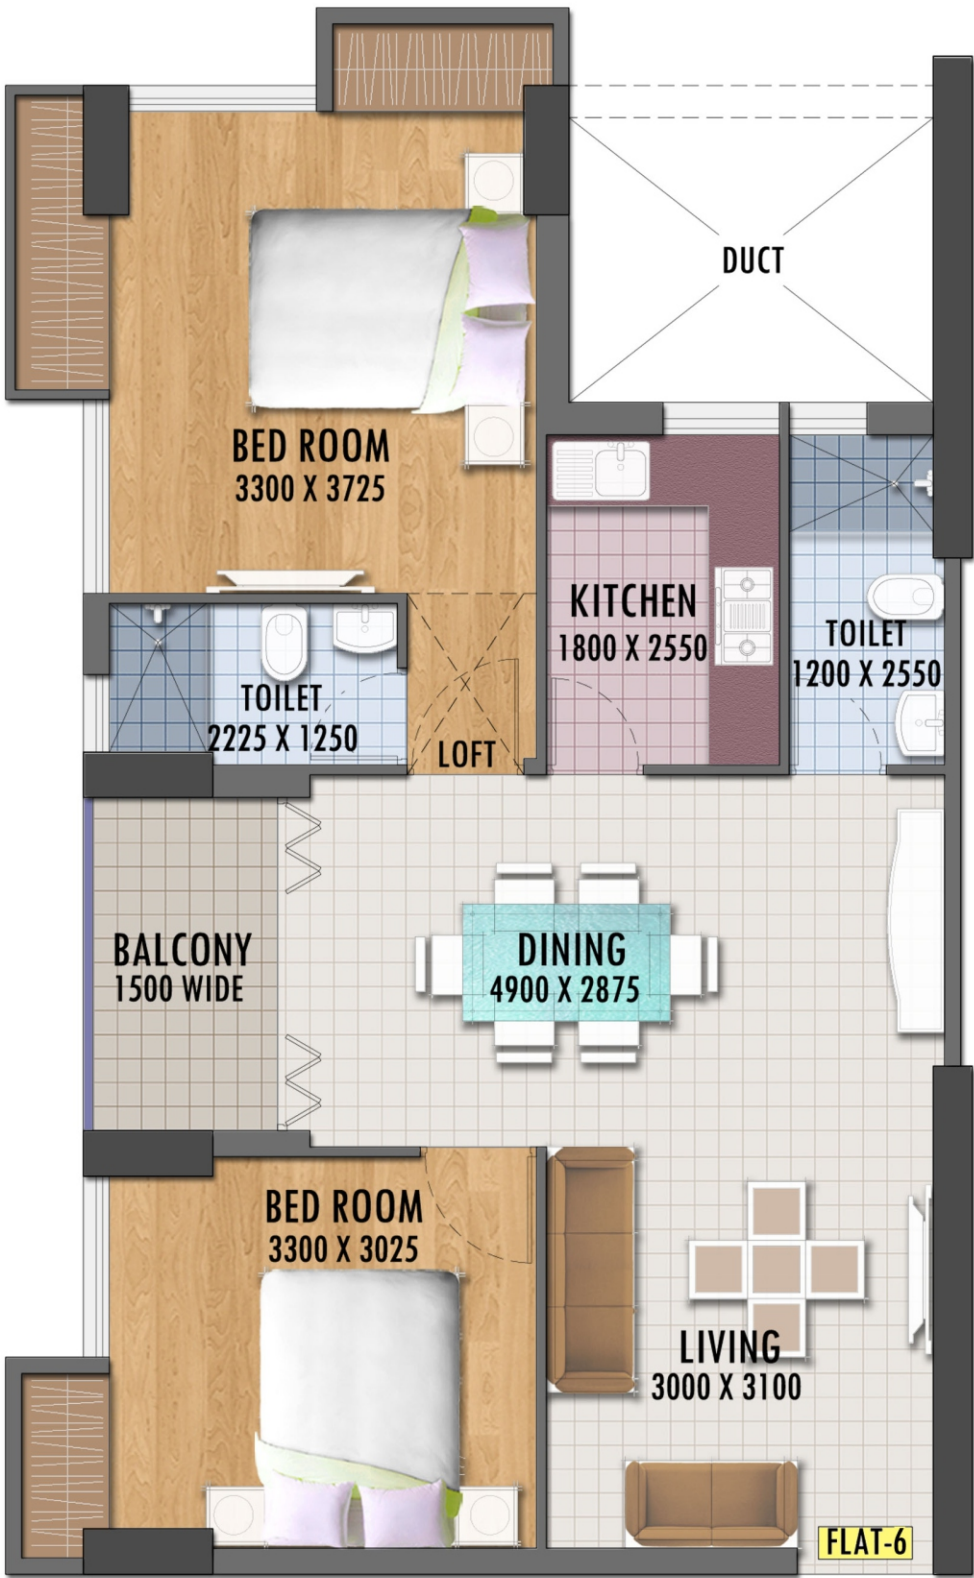 DUCT
BED ROOM
3300 X 3725
KITCHEN
1800 X 2550
TOILET
1200 X 2550
TOILET
2225 X 1250
LOFT
BALCONY
1500 WIDE
DINING
4900 X 2875
BED ROOM
3300 X 3025
LIVING
3000 X 3100
FLAT-6